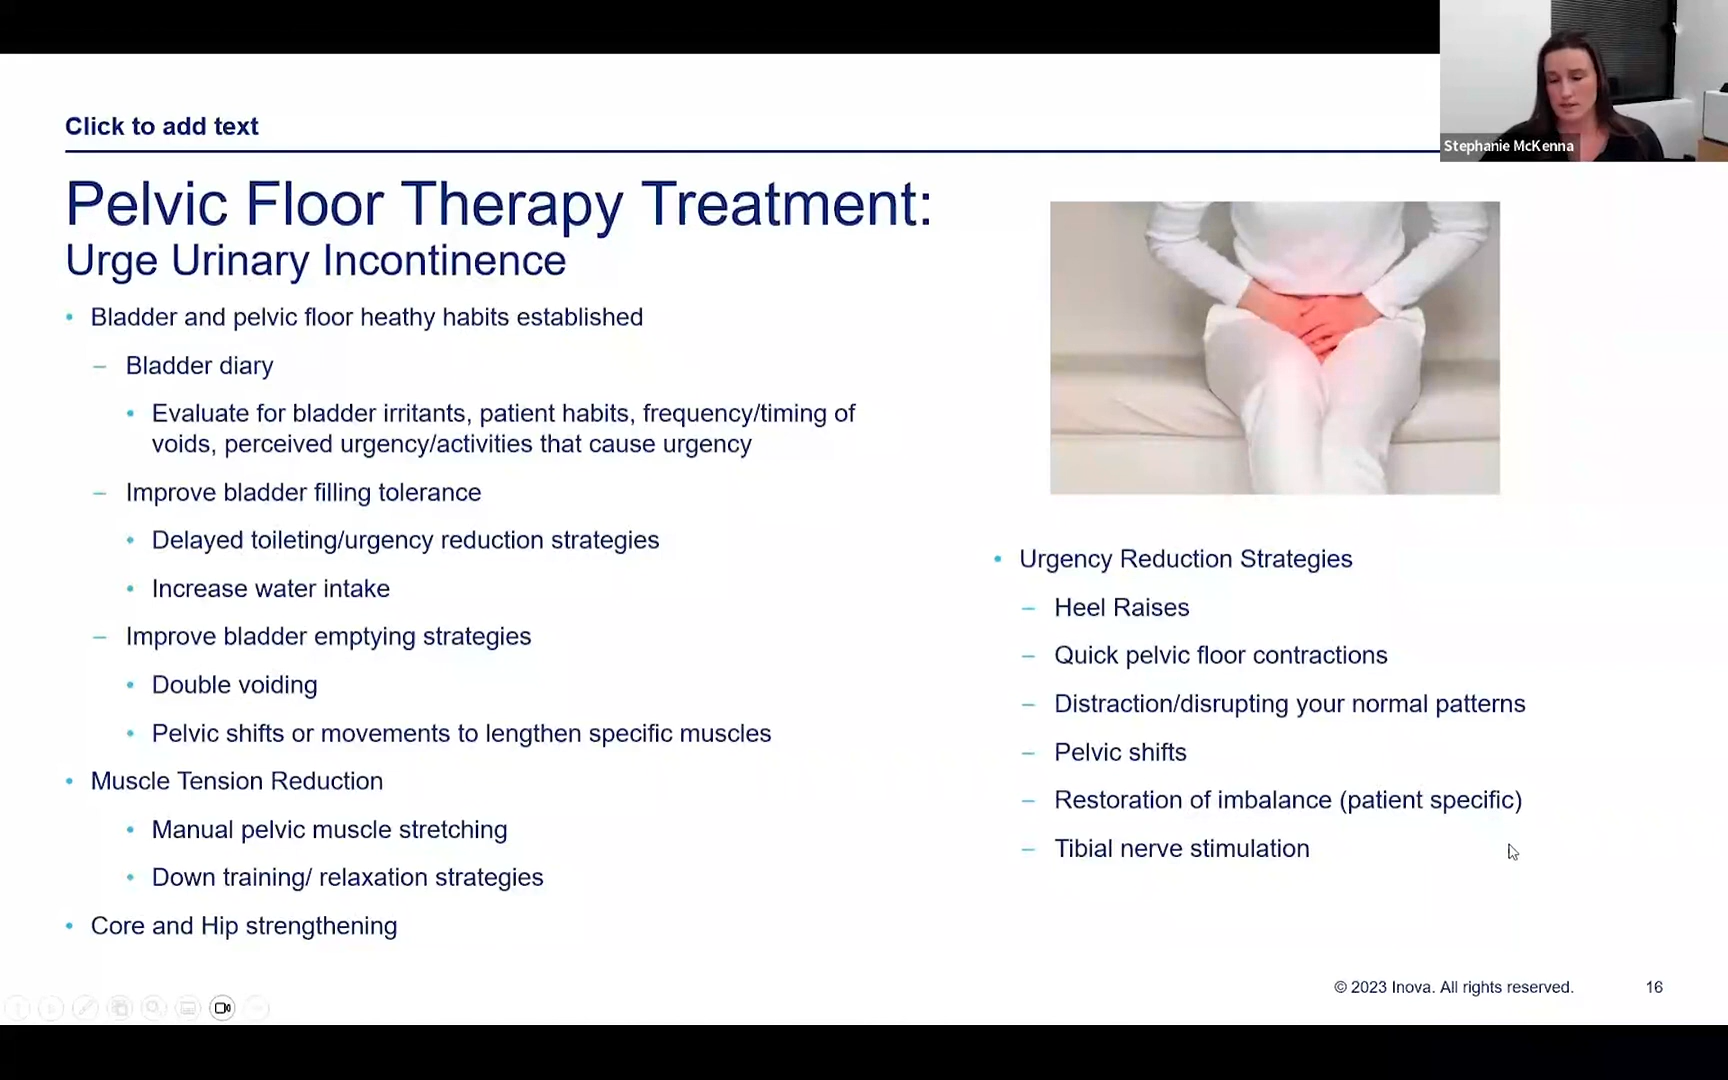 Stephanie McKenna
Click to add text
Pelvic Floor Therapy Treatment:
Urge Urinary Incontinence
• Bladder and pelvic floor heathy habits established
– Bladder diary
• Evaluate for bladder irritants, patient habits, frequency/timing of
voids, perceived urgency/activities that cause urgency
– Improve bladder filling tolerance
• Delayed toileting/urgency reduction strategies
• Increase water intake
– Improve bladder emptying strategies
• Double voiding
• Pelvic shifts or movements to lengthen specific muscles
• Muscle Tension Reduction
• Manual pelvic muscle stretching
• Down training/ relaxation strategies
• Core and Hip strengthening
• Urgency Reduction Strategies
– Heel Raises
– Quick pelvic floor contractions
– Distraction/disrupting your normal patterns
– Pelvic shifts
– Restoration of imbalance (patient specific)
– Tibial nerve stimulation
© 2023 Inova. All rights reserved. 16